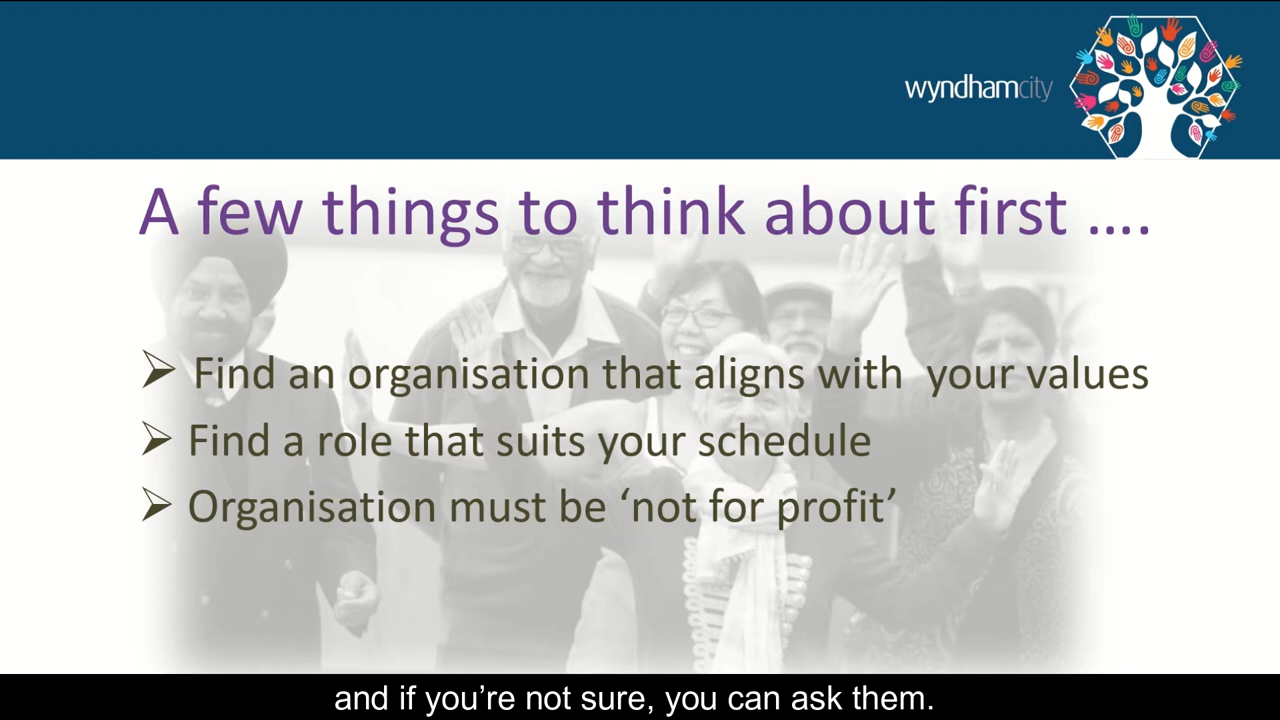 wyndhamcity
A few things to think about first ....
➢ Find an organisation that aligns with your values
➢ Find a role that suits your schedule
➢ Organisation must be ‘not for profit’
and if you’re not sure, you can ask them.